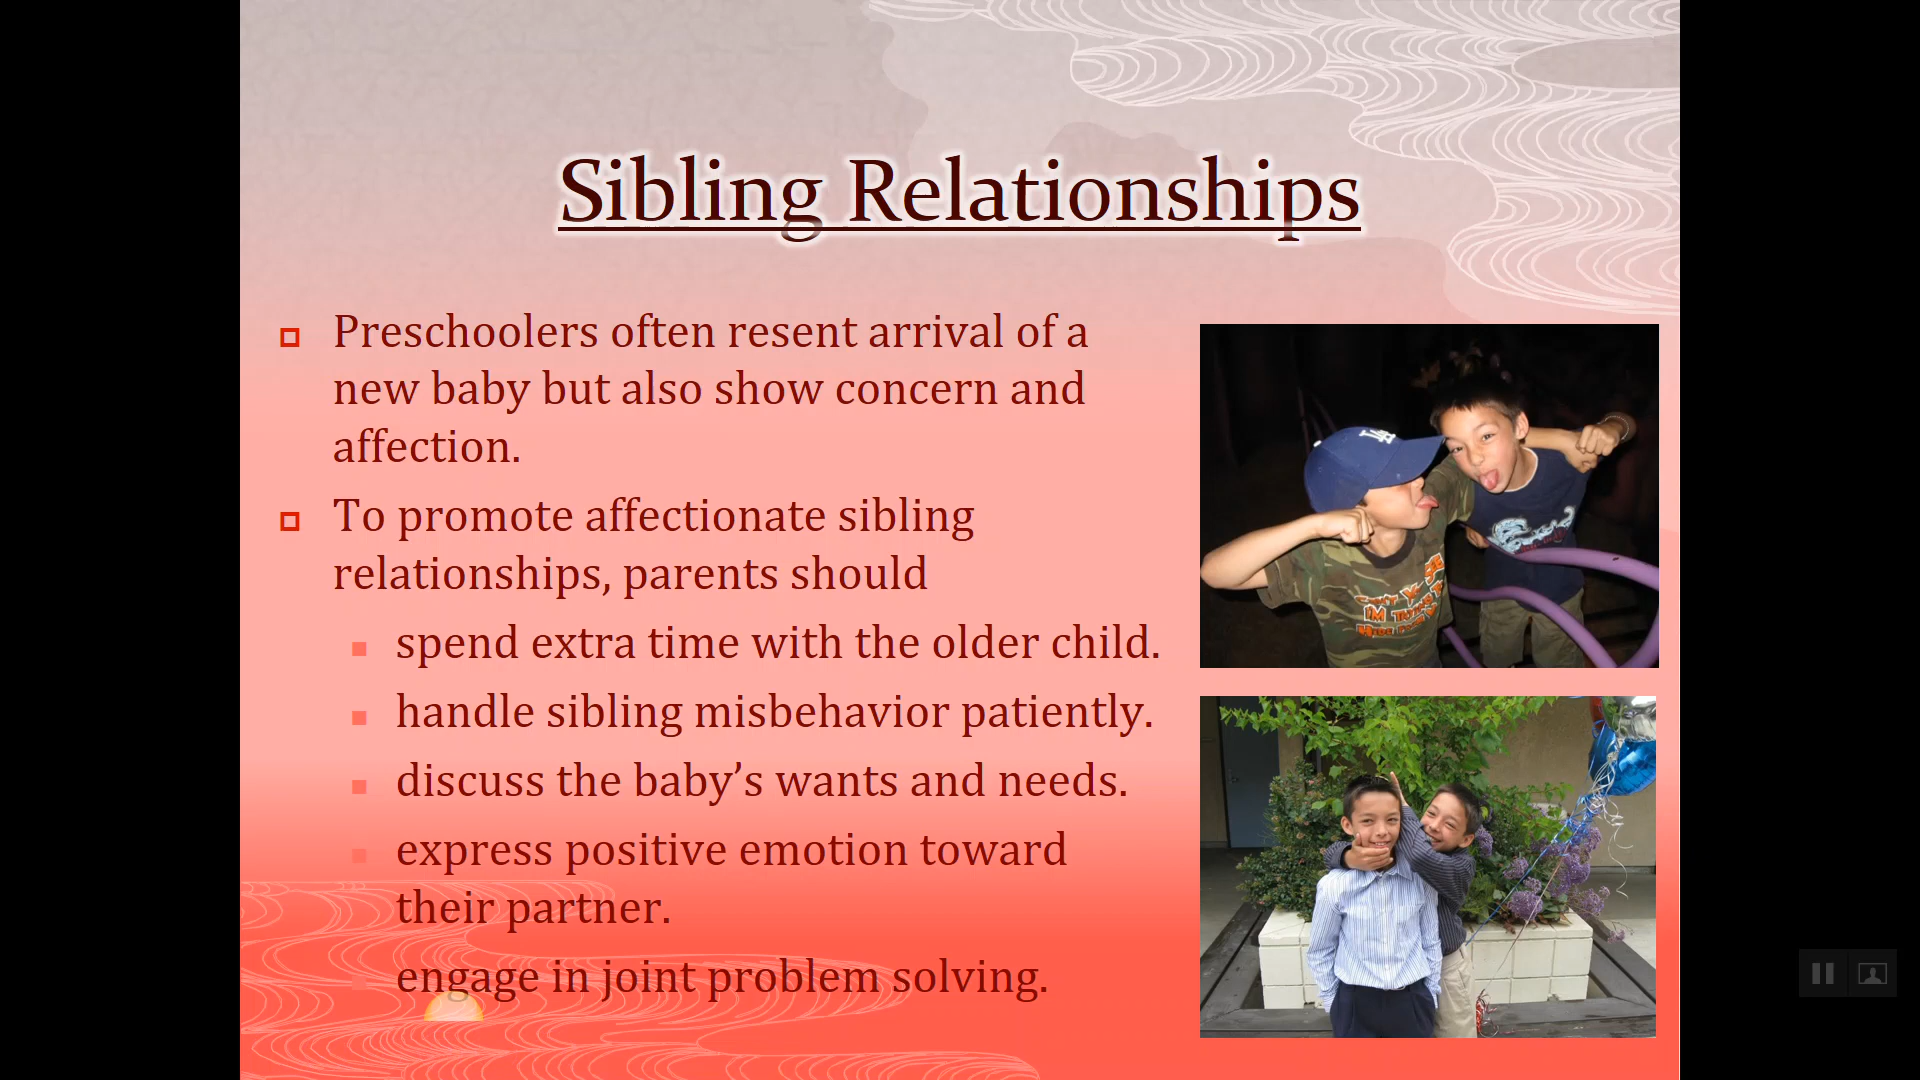 Sibling Relationships
Preschoolers often resent arrival of a
new baby but also show concern and
affection.
To promote affectionate sibling
relationships, parents should
spend extra time with the older child.
handle sibling misbehavior patiently.
discuss the baby’s wants and needs.
express positive emotion toward
their partner.
engage in joint problem solving.
LA